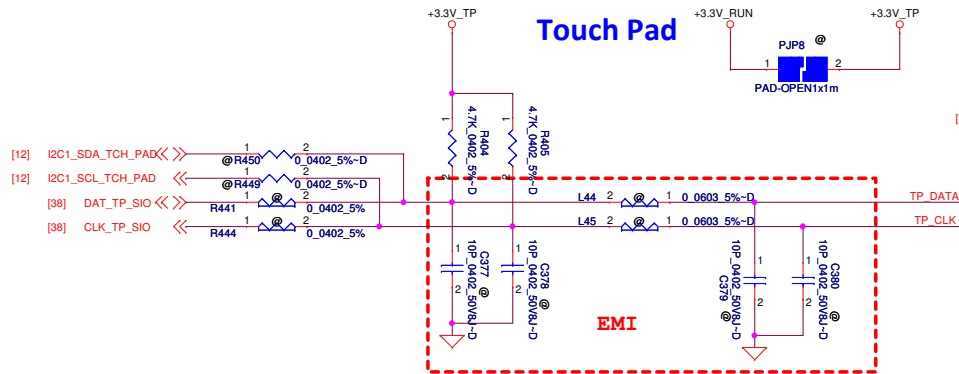 Touch Pad
+3.3V_TP
+3.3V_RUN
+3.3V_TP
PJP8
@
1
2
PAD-OPEN1x1m
[
1
4.7K_0402_5%~D
R404
2
1
4.7K_0402_5%~D
R405
2
[12] I2C1_SDA_TCH_PAD
1
2
@R450 0_0402_5%~D
[12] I2C1_SCL_TCH_PAD
1
2
@R449 0_0402_5%~D
[38] DAT_TP_SIO
1
@
2
R441 0_0402_5%
[38] CLK_TP_SIO
1
@
2
R444 0_0402_5%
L44
1
@
2
0_0603_5%~D
TP_DATA
L45
1
@
2
0_0603_5%~D
TP_CLK
1
C377
10P_0402_50V8J~D
2
@
1
C378
10P_0402_50V8J~D
2
@
1
10P_0402_50V8J~D
C379
2
@
1
C380
10P_0402_50V8J~D
2
@
EMI